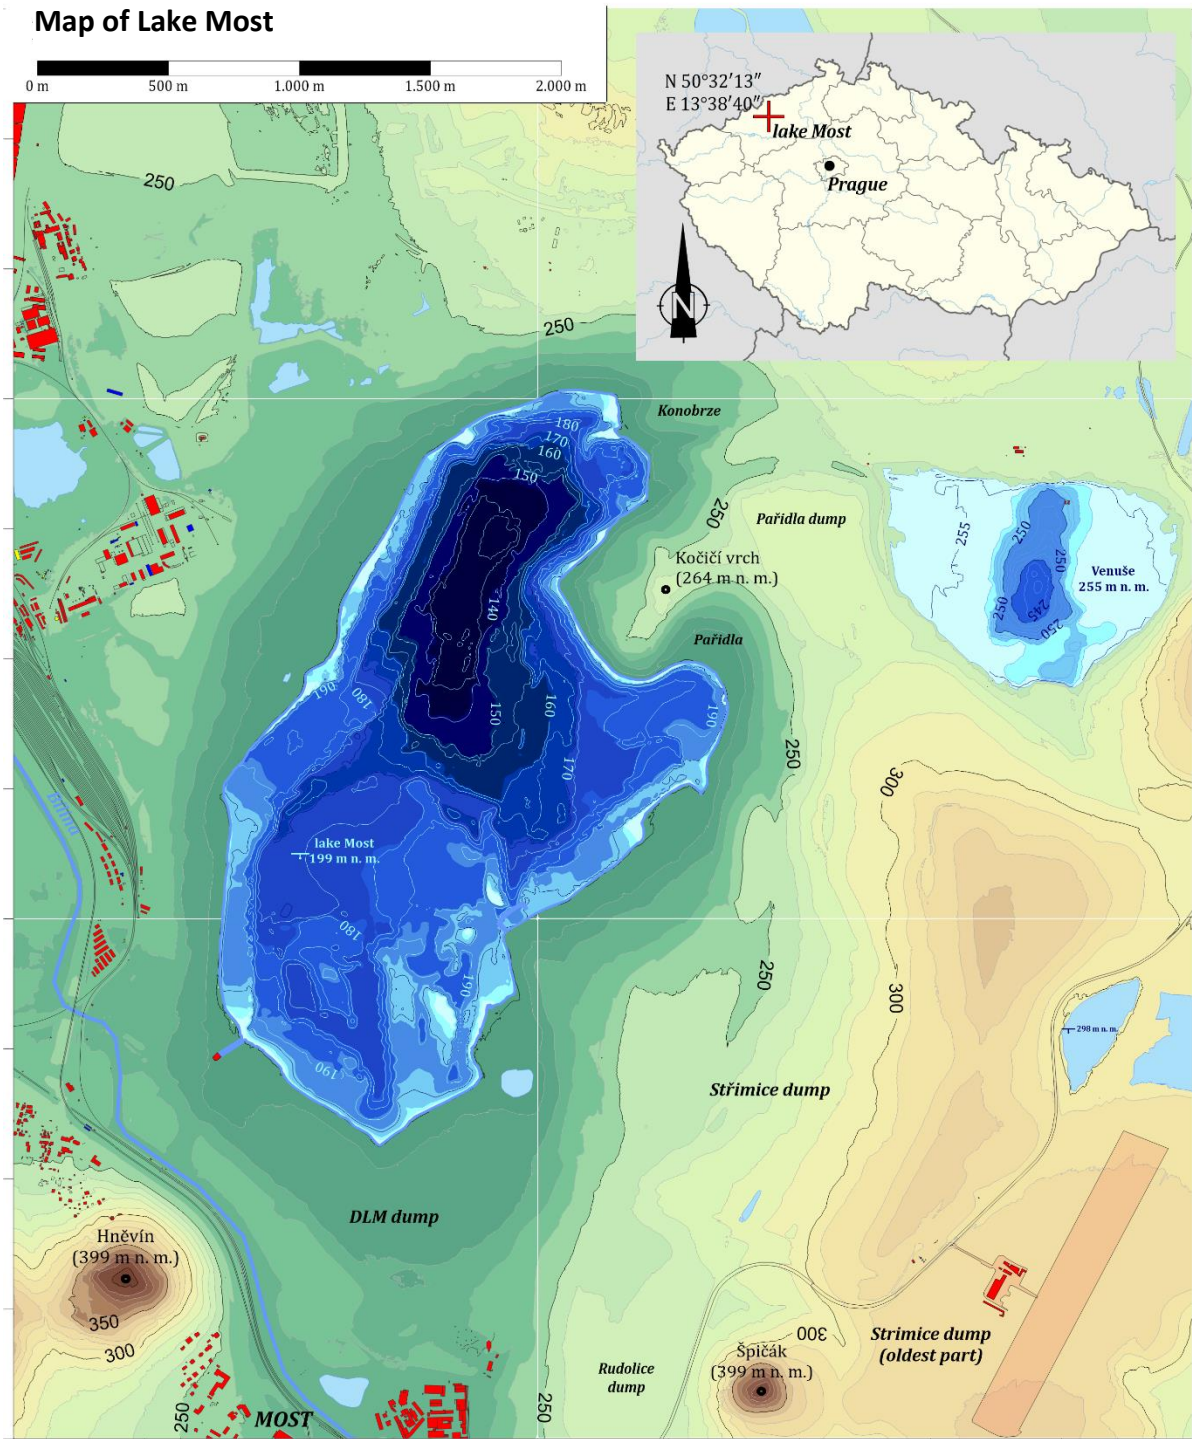 Map of Lake Most
0 m 500 m 1.000 m 1.500 m 2.000 m
N 50°32′13″
E 13°38′40″
lake Most
Prague
N
250
250
Konobrze
180
170
160
150
250
Pařidla dump
255
250
250
Venuše
255 m n. m.
250
245
250
Kočičí vrch
(264 m n. m.)
140
Pařidla
190
180
150
160
190
170
250
300
Bílina
lake Most
199 m n. m.
180
190
250
300
298 m n. m.
190
Střimice dump
DLM dump
Hněvín
(399 m n. m.)
350
300
300
Strimice dump
(oldest part)
Špičák
(399 m n. m.)
Rudolice
dump
250
MOST
250